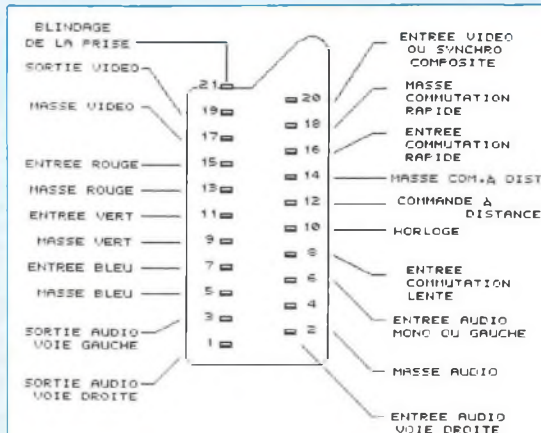 BLINDAGE
DE LA PRISE
SORTIE VIDEO
MASSE VIDEO
ENTREE ROUGE
MASSE ROUGE
ENTREE VERT
MASSE VERT
ENTREE BLEU
MASSE BLEU
SORTIE AUDIO
VOIE GAUCHE
SORTIE AUDIO
VOIE DROITE
21
19
17
15
13
11
9
7
5
3
1
20
18
16
14
12
10
8
6
4
2
ENTREE VIDEO
OU SYNCHRO
COMPOSITE
MASSE
COMMUTATION
RAPIDE
ENTREE
COMMUTATION
RAPIDE
MASSE COM.A DIST
COMMANDE A
DISTANCE
HORLOGE
ENTREE
COMMUTATION
LENTE
ENTREE AUDIO
MONO OU GAUCHE
MASSE AUDIO
ENTREE AUDIO
VOIE DROITE